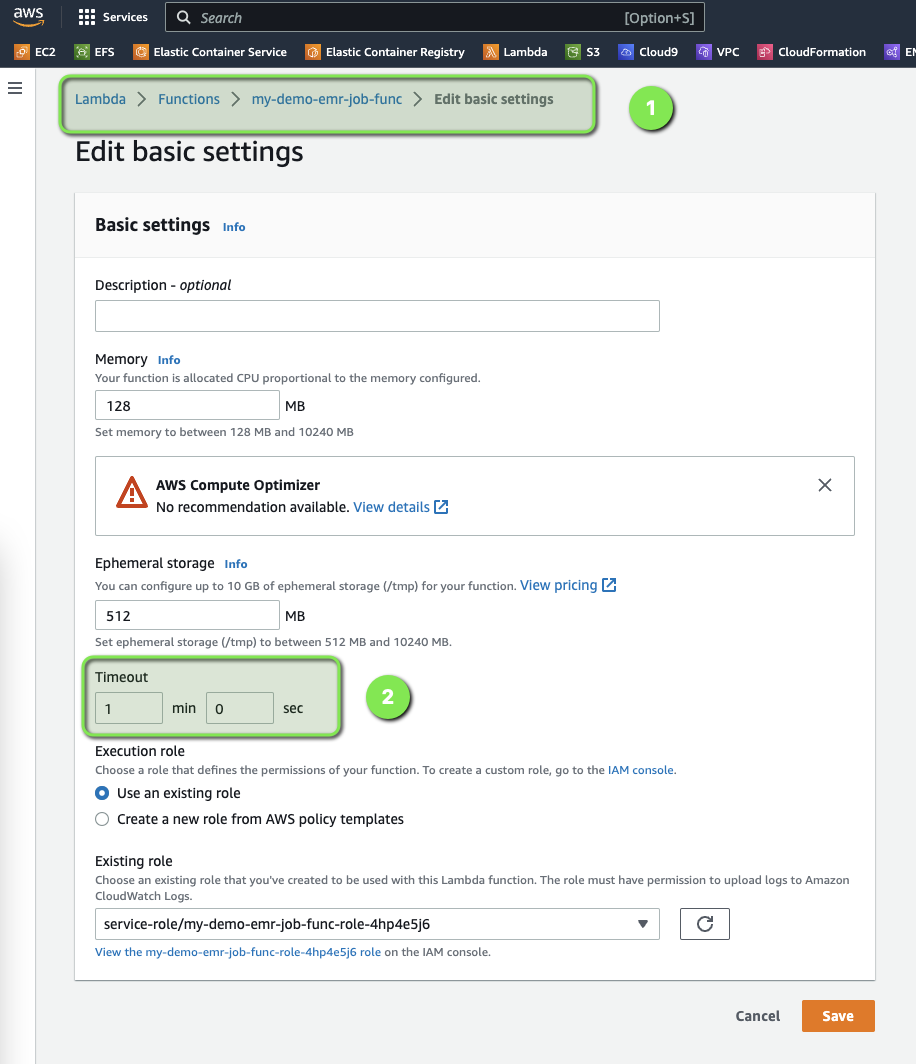 aws Services Search [Option+S]
EC2 EFS Elastic Container Service Elastic Container Registry Lambda S3 Cloud9 VPC CloudFormation
Lambda Functions my-demo-emr-job-func Edit basic settings
1
Edit basic settings
Basic settings Info
Description - optional
Memory Info
Your function is allocated CPU proportional to the memory configured.
128 MB
Set memory to between 128 MB and 10240 MB
AWS Compute Optimizer
No recommendation available. View details
Ephemeral storage Info
You can configure up to 10 GB of ephemeral storage (/tmp) for your function. View pricing
512 MB
Set ephemeral storage (/tmp) to between 512 MB and 10240 MB.
Timeout
1 min 0 sec
2
Execution role
Choose a role that defines the permissions of your function. To create a custom role, go to the IAM console.
Use an existing role
Create a new role from AWS policy templates
Existing role
Choose an existing role that you've created to be used with this Lambda function. The role must have permission to upload logs to Amazon
CloudWatch Logs.
service-role/my-demo-emr-job-func-role-4hp4e5j6
View the my-demo-emr-job-func-role-4hp4e5j6 role on the IAM console.
Cancel Save